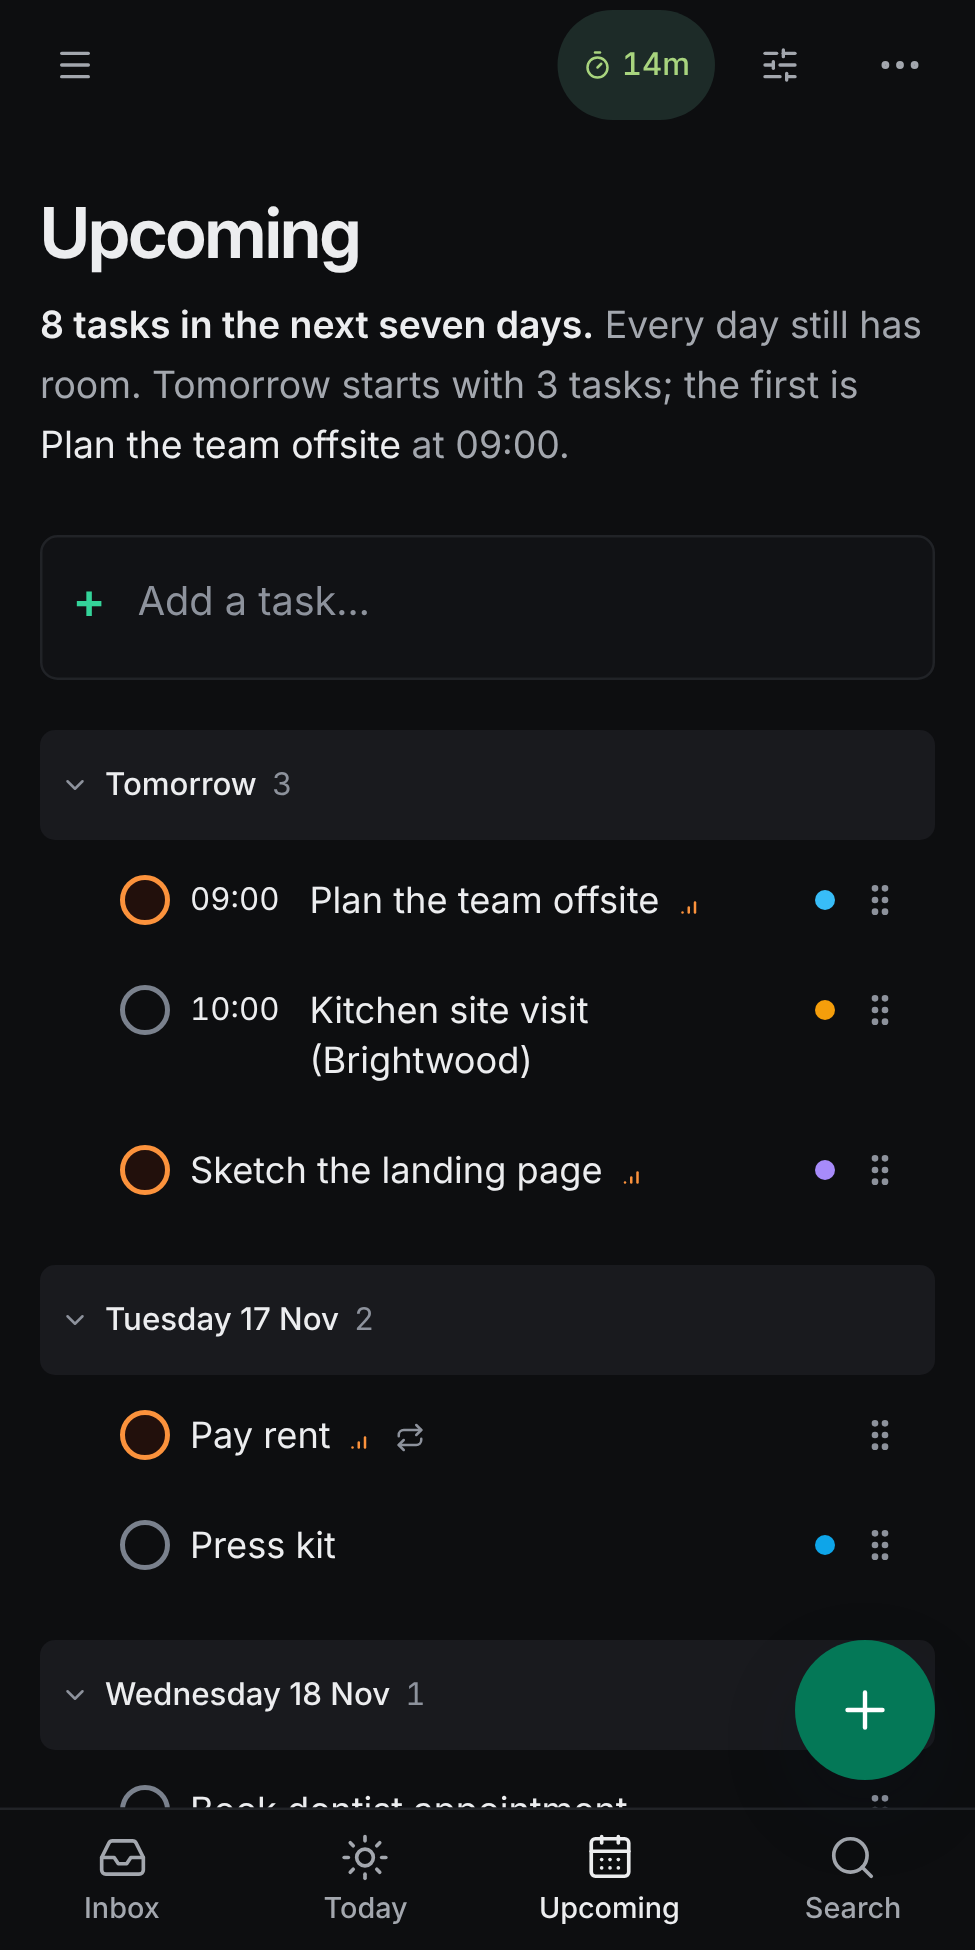 14m
Upcoming
8 tasks in the next seven days. Every day still has
room. Tomorrow starts with 3 tasks; the first is
Plan the team offsite at 09:00.
Add a task...
Tomorrow 3
09:00 Plan the team offsite
10:00 Kitchen site visit
(Brightwood)
Sketch the landing page
Tuesday 17 Nov 2
Pay rent
Press kit
Wednesday 18 Nov 1
Book dentist appointment
Inbox
Today
Upcoming
Search